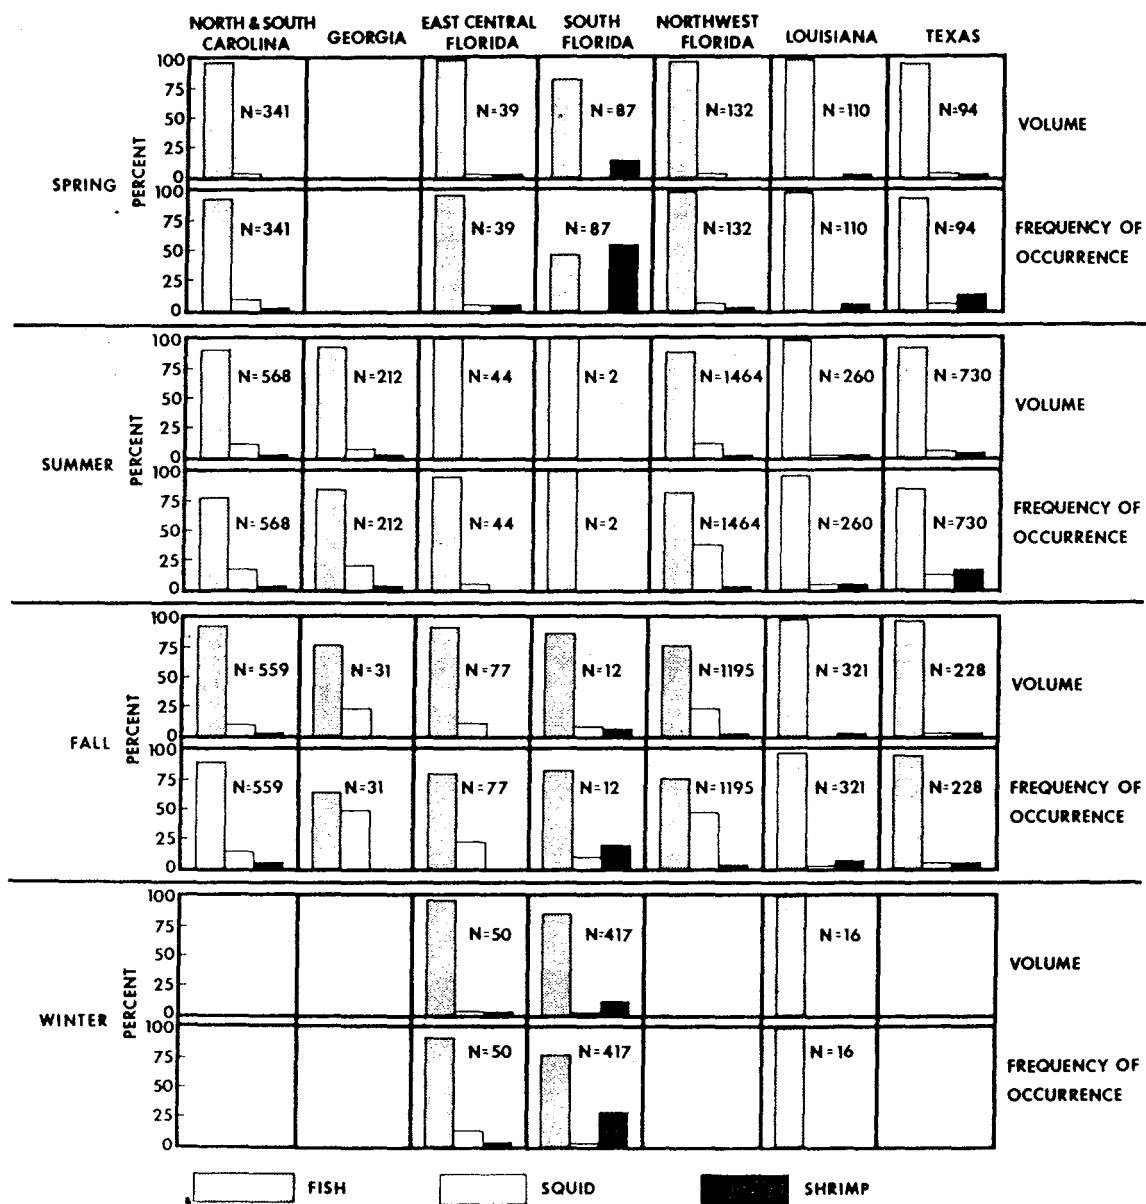 NORTH & SOUTH CAROLINA GEORGIA EAST CENTRAL FLORIDA SOUTH FLORIDA NORTHWEST FLORIDA LOUISIANA TEXAS
SPRING
PERCENT
100
75
50
25
0
N=341 N=39 N=87 N=132 N=110 N=94
VOLUME
100
75
50
25
0
N=341 N=39 N=87 N=132 N=110 N=94
FREQUENCY OF
OCCURRENCE
SUMMER
PERCENT
100
75
50
25
0
N=568 N=212 N=44 N=2 N=1464 N=260 N=730
VOLUME
100
75
50
25
0
N=568 N=212 N=44 N=2 N=1464 N=260 N=730
FREQUENCY OF
OCCURRENCE
FALL
PERCENT
100
75
50
25
0
N=559 N=31 N=77 N=12 N=1195 N=321 N=228
VOLUME
100
75
50
25
0
N=559 N=31 N=77 N=12 N=1195 N=321 N=228
FREQUENCY OF
OCCURRENCE
WINTER
PERCENT
100
75
50
25
0
N=50 N=417 N=16
VOLUME
100
75
50
25
0
N=50 N=417 N=16
FREQUENCY OF
OCCURRENCE
FISH SQUID SHRIMP